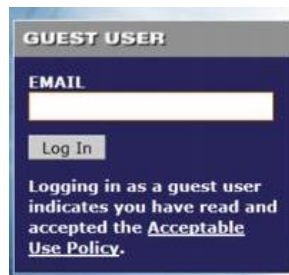 GUEST USER
EMAIL
Log In
Logging in as a guest user
indicates you have read and
accepted the Acceptable
Use Policy.